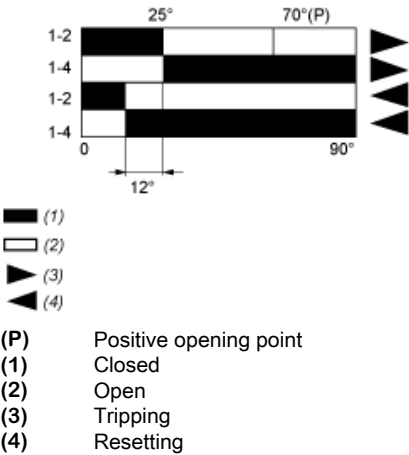 25° 70°(P)
1-2
1-4
1-2
1-4
0 90°
12°
(1)
(2)
(3)
(4)
(P) Positive opening point
(1) Closed
(2) Open
(3) Tripping
(4) Resetting